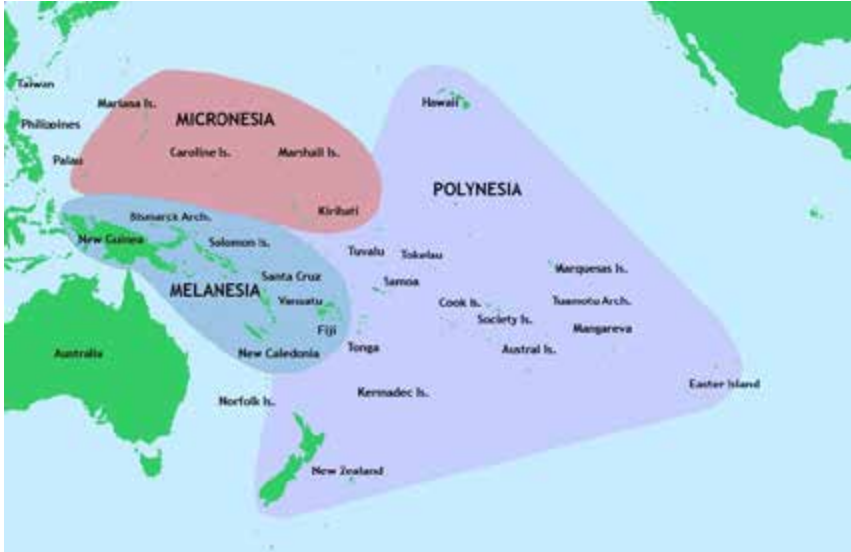 Taiwan
Hawaii
Mariana Is.
MICRONESIA
Philippines
Caroline Is.
Marshall Is.
Palau
POLYNESIA
Kiribati
Bismarck Arch.
New Guinea
Solomon Is.
Tuvalu
Tokelau
Marquesas Is.
Santa Cruz
Samoa
MELANESIA
Vanuatu
Cook Is.
Tuamotu Arch.
Society Is.
Fiji
Mangareva
Australia
New Caledonia
Tonga
Austral Is.
Easter Island
Kermadec Is.
Norfolk Is.
New Zealand